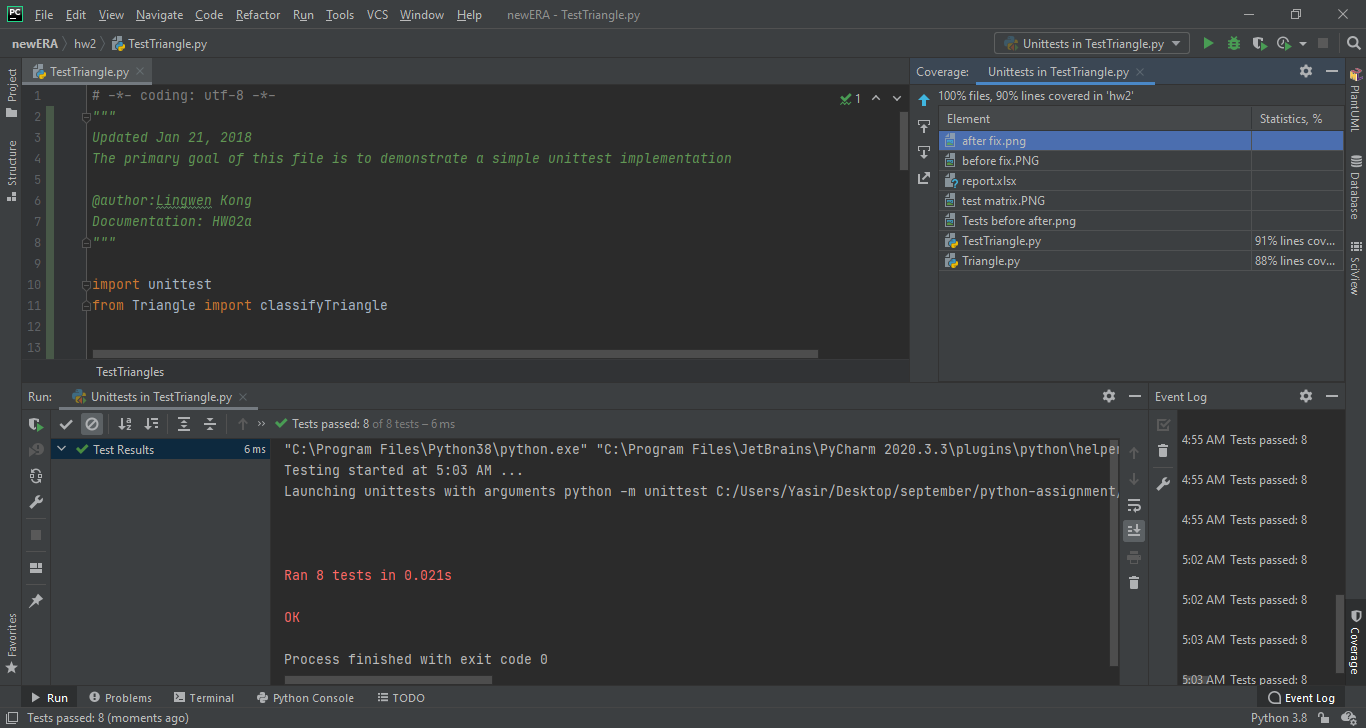 PC File Edit View Navigate Code Refactor Run Tools VCS Window Help newERA - TestTriangle.py
newERA hw2 TestTriangle.py Unittests in TestTriangle.py
Project
Structure
Favorites
TestTriangle.py
1 # -*- coding: utf-8 -*-
2 """
3 Updated Jan 21, 2018
4 The primary goal of this file is to demonstrate a simple unittest implementation
5
6 @author:Lingwen Kong
7 Documentation: HW02a
8 """
9
10 import unittest
11 from Triangle import classifyTriangle
12
13
1
TestTriangles
Coverage: Unittests in TestTriangle.py
100% files, 90% lines covered in 'hw2'
Element Statistics, %
after fix.png
before fix.PNG
report.xlsx
test matrix.PNG
Tests before after.png
TestTriangle.py 91% lines cov...
Triangle.py 88% lines cov...
PlantUML
Database
SciView
Coverage
Run: Unittests in TestTriangle.py
Tests passed: 8 of 8 tests – 6 ms
Test Results 6 ms
"C:\Program Files\Python38\python.exe" "C:\Program Files\JetBrains\PyCharm 2020.3.3\plugins\python\helper
Testing started at 5:03 AM ...
Launching unittests with arguments python -m unittest C:/Users/Yasir/Desktop/september/python-assignment/
Ran 8 tests in 0.021s
OK
Process finished with exit code 0
Event Log
4:55 AM Tests passed: 8
4:55 AM Tests passed: 8
4:55 AM Tests passed: 8
5:02 AM Tests passed: 8
5:02 AM Tests passed: 8
5:03 AM Tests passed: 8
5:03 AM Tests passed: 8
Run Problems Terminal Python Console TODO Event Log
Tests passed: 8 (moments ago) Python 3.8